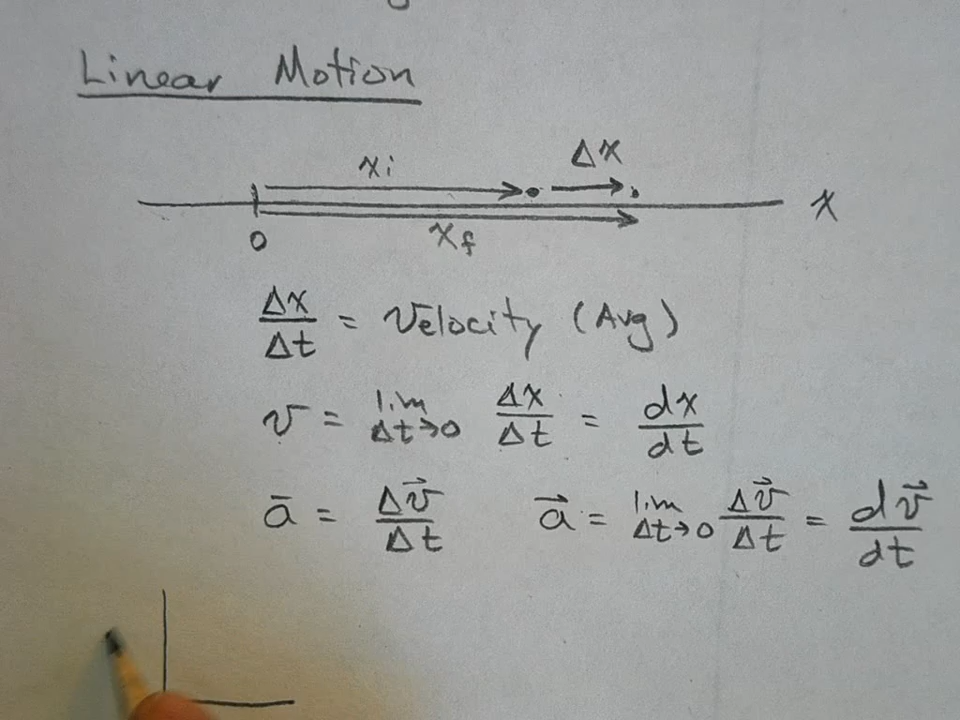 Linear Motion
xi Δx
x
0 xf
Δx/Δt = Velocity (Avg)
v = lim Δt→0 Δx/Δt = dx/dt
ā = Δv⃗/Δt a⃗ = lim Δt→0 Δv⃗/Δt = dv⃗/dt